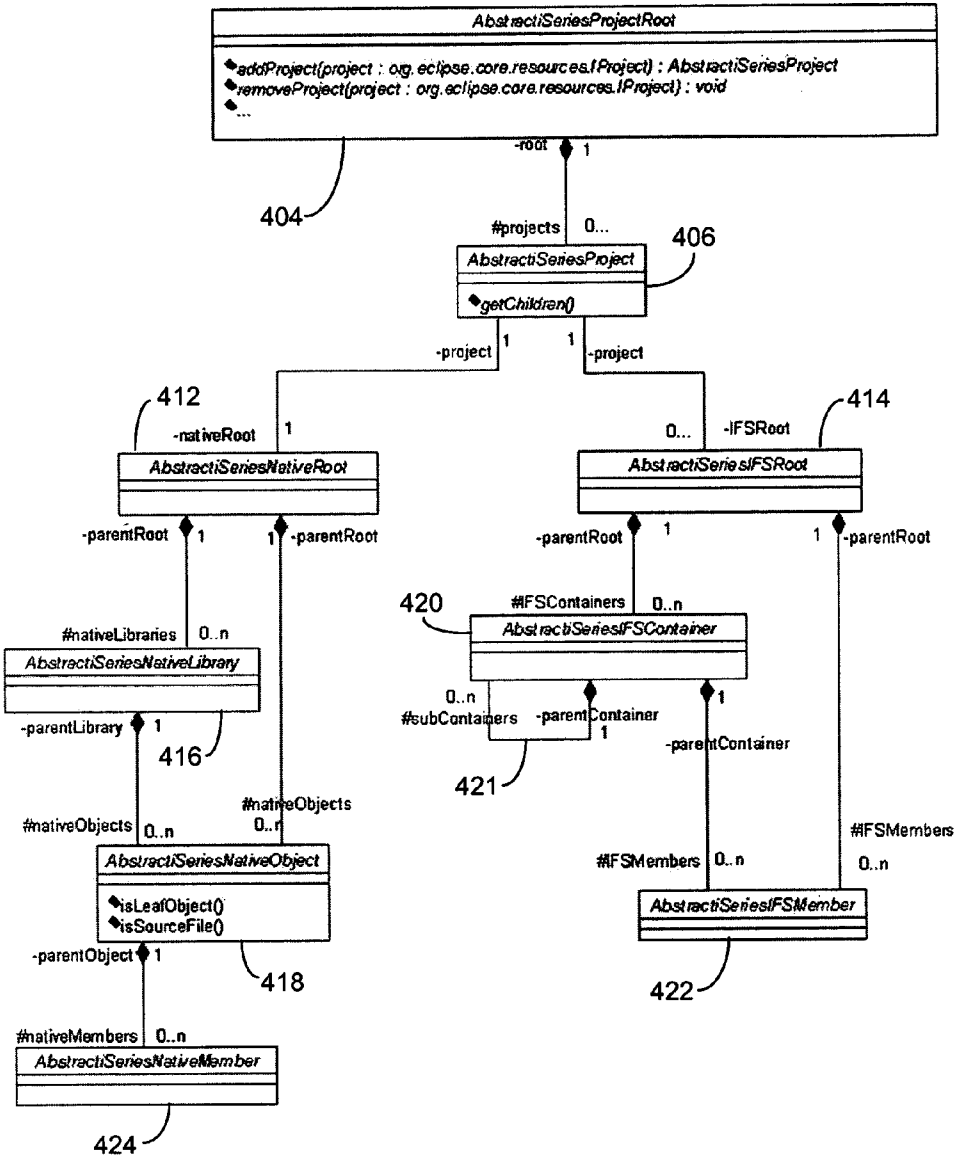 AbstractiSeriesProjectRoot
addProject(project : org.eclipse.core.resources.IProject) : AbstractiSeriesProject
removeProject(project : org.eclipse.core.resources.IProject) : void
...
-root 1
404
#projects 0...
406
AbstractiSeriesProject
getChildren()
-project 1 1 -project
412
414
-nativeRoot 1
0... -IFSRoot
AbstractiSeriesNativeRoot
AbstractiSeriesIFSRoot
-parentRoot 1 1 -parentRoot
-parentRoot 1 1 -parentRoot
420
#IFSContainers 0..n
AbstractiSeriesIFSContainer
#nativeLibraries 0..n
AbstractiSeriesNativeLibrary
0..n
#subContainers -parentContainer 1
1
-parentContainer
-parentLibrary 1
416
421
#nativeObjects
0..n
#nativeObjects 0..n
#IFSMembers
0..n
#IFSMembers 0..n
AbstractiSeriesNativeObject
isLeafObject()
isSourceFile()
AbstractiSeriesIFSMember
-parentObject 1
418
422
#nativeMembers 0..n
AbstractiSeriesNativeMember
424